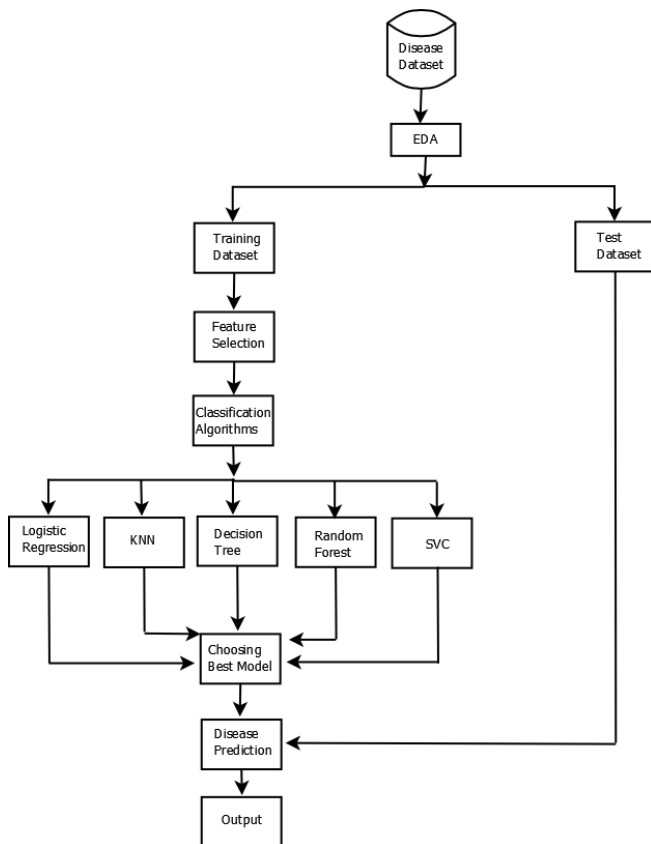 Disease
Dataset
EDA
Training
Dataset
Test
Dataset
Feature
Selection
Classification
Algorithms
Logistic
Regression
KNN
Decision
Tree
Random
Forest
SVC
Choosing
Best Model
Disease
Prediction
Output